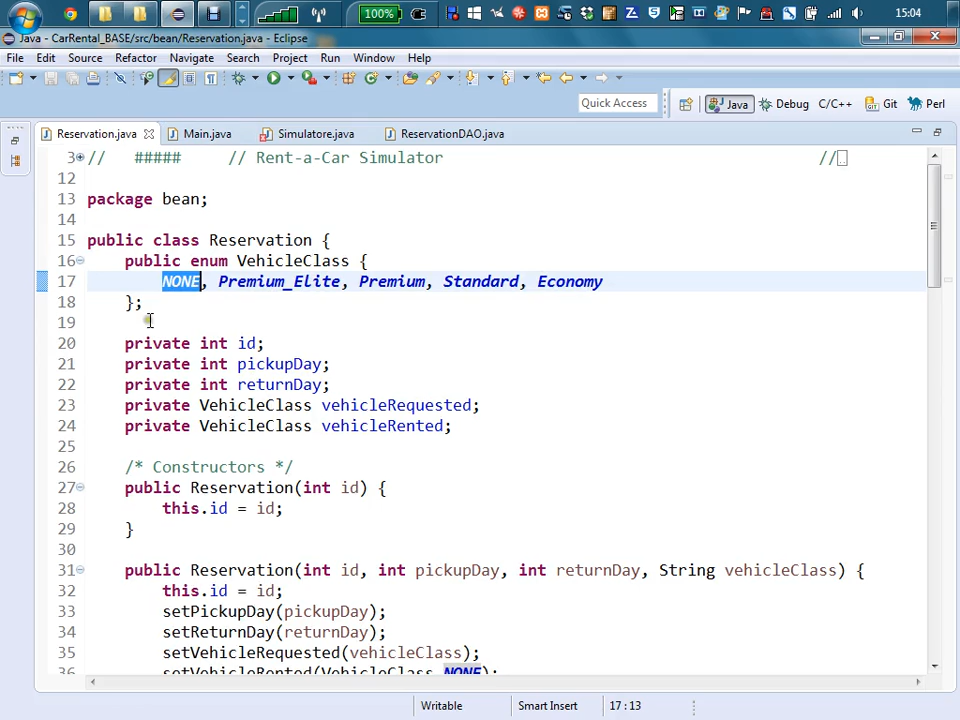 100%
15:04
Java - CarRental_BASE/src/bean/Reservation.java - Eclipse
File Edit Source Refactor Navigate Search Project Run Window Help
Quick Access
Java Debug C/C++ Git Perl
Reservation.java Main.java Simulatore.java ReservationDAO.java
3 // ##### // Rent-a-Car Simulator //
12
13 package bean;
14
15 public class Reservation {
16 public enum VehicleClass {
17 NONE, Premium_Elite, Premium, Standard, Economy
18 };
19
20 private int id;
21 private int pickupDay;
22 private int returnDay;
23 private VehicleClass vehicleRequested;
24 private VehicleClass vehicleRented;
25
26 /* Constructors */
27 public Reservation(int id) {
28 this.id = id;
29 }
30
31 public Reservation(int id, int pickupDay, int returnDay, String vehicleClass) {
32 this.id = id;
33 setPickupDay(pickupDay);
34 setReturnDay(returnDay);
35 setVehicleRequested(vehicleClass);
36 setVehicleRented(VehicleClass.NONE);
Writable Smart Insert 17 : 13